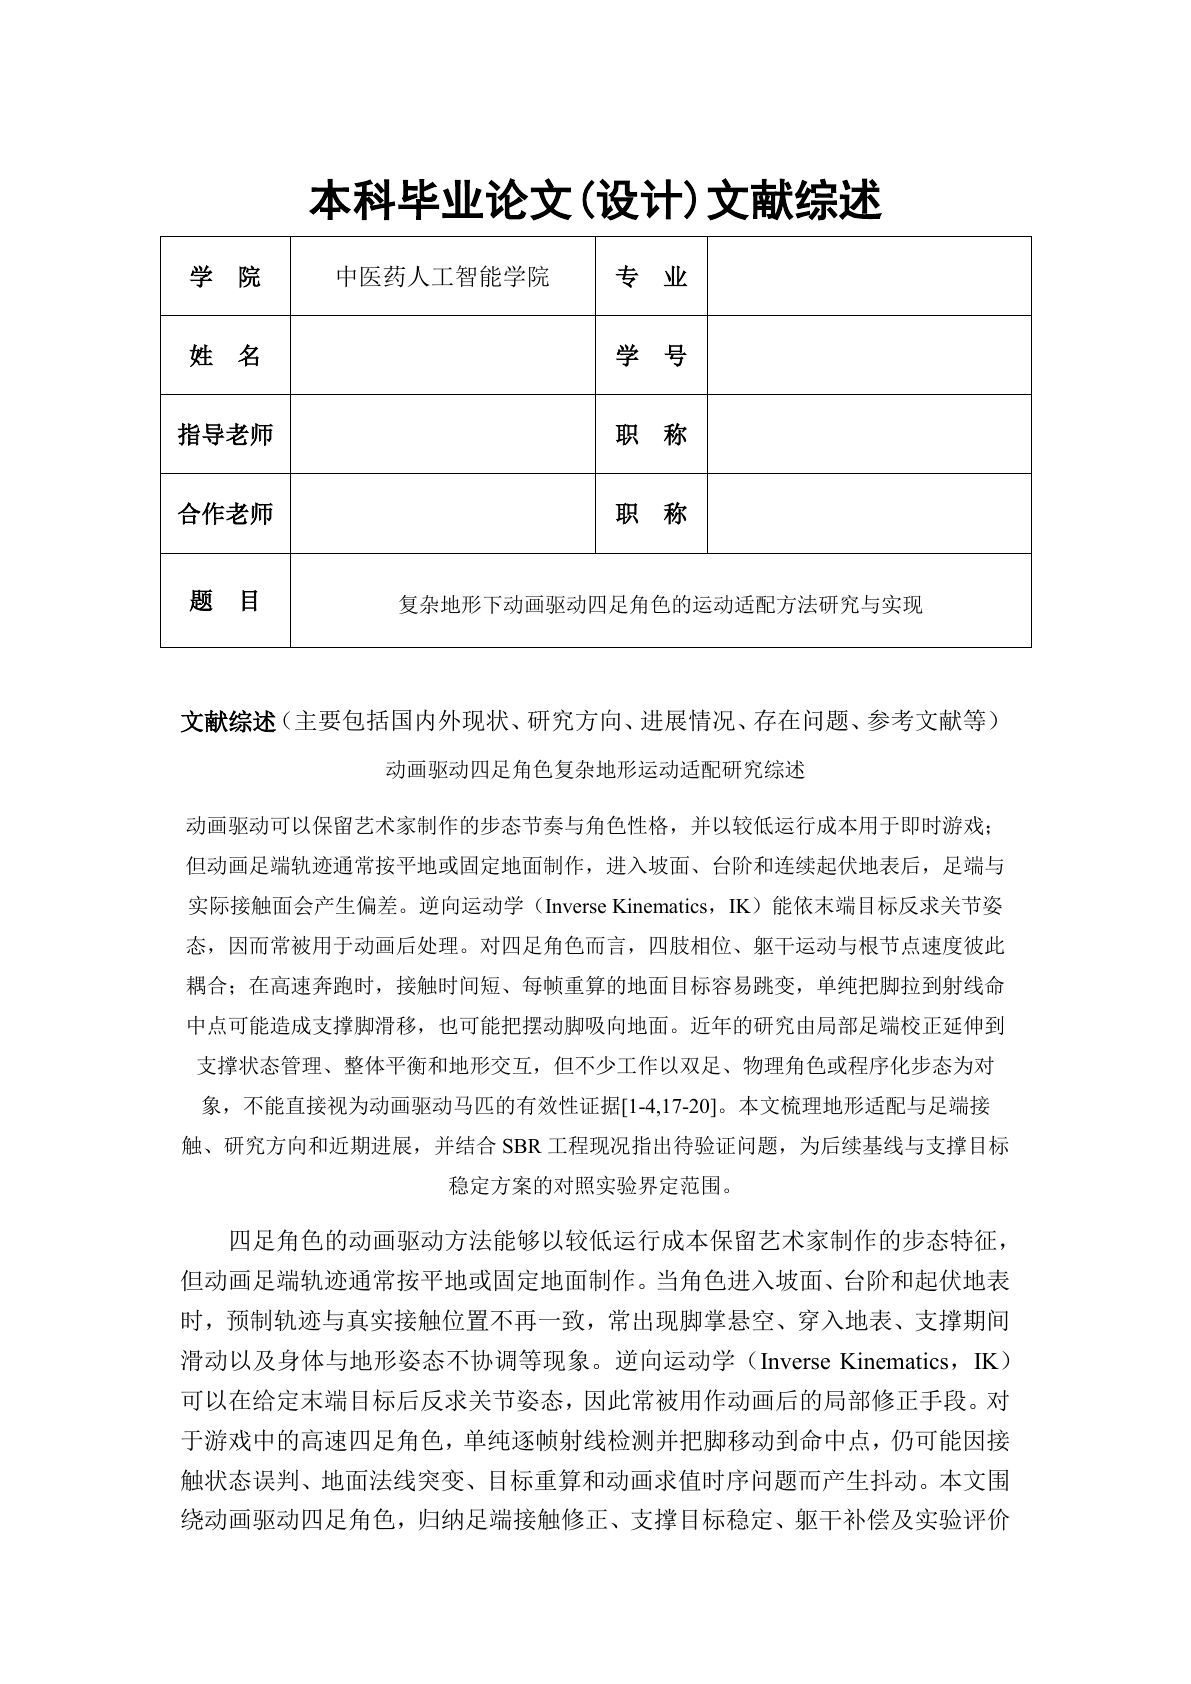 本科毕业论文(设计)文献综述
学 院 中医药人工智能学院 专 业
姓 名 学 号
指导老师 职 称
合作老师 职 称
题 目 复杂地形下动画驱动四足角色的运动适配方法研究与实现
文献综述（主要包括国内外现状、研究方向、进展情况、存在问题、参考文献等）
动画驱动四足角色复杂地形运动适配研究综述
动画驱动可以保留艺术家制作的步态节奏与角色性格，并以较低运行成本用于即时游戏；
但动画足端轨迹通常按平地或固定地面制作，进入坡面、台阶和连续起伏地表后，足端与
实际接触面会产生偏差。逆向运动学（Inverse Kinematics，IK）能依末端目标反求关节姿
态，因而常被用于动画后处理。对四足角色而言，四肢相位、躯干运动与根节点速度彼此
耦合；在高速奔跑时，接触时间短、每帧重算的地面目标容易跳变，单纯把脚拉到射线命
中点可能造成支撑脚滑移，也可能把摆动脚吸向地面。近年的研究由局部足端校正延伸到
支撑状态管理、整体平衡和地形交互，但不少工作以双足、物理角色或程序化步态为对
象，不能直接视为动画驱动马匹的有效性证据[1-4,17-20]。本文梳理地形适配与足端接
触、研究方向和近期进展，并结合 SBR 工程现况指出待验证问题，为后续基线与支撑目标
稳定方案的对照实验界定范围。
四足角色的动画驱动方法能够以较低运行成本保留艺术家制作的步态特征，
但动画足端轨迹通常按平地或固定地面制作。当角色进入坡面、台阶和起伏地表
时，预制轨迹与真实接触位置不再一致，常出现脚掌悬空、穿入地表、支撑期间
滑动以及身体与地形姿态不协调等现象。逆向运动学（Inverse Kinematics，IK）
可以在给定末端目标后反求关节姿态，因此常被用作动画后的局部修正手段。对
于游戏中的高速四足角色，单纯逐帧射线检测并把脚移动到命中点，仍可能因接
触状态误判、地面法线突变、目标重算和动画求值时序问题而产生抖动。本文围
绕动画驱动四足角色，归纳足端接触修正、支撑目标稳定、躯干补偿及实验评价